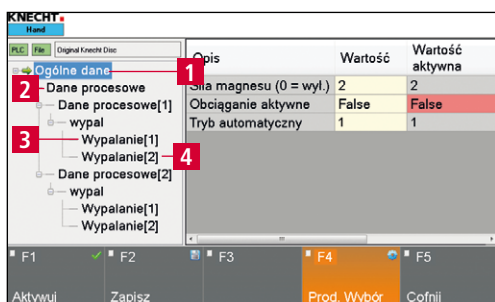 KNECHT.
Hand
PLC File Original Knecht Disc
Opis Wartość Wartość aktywna
Ogólne dane 1
Siła magnesu (0 = wył.) 2 2
2 Dane procesowe
Obciąganie aktywne False False
Dane procesowe[1]
Tryb automatyczny 1 1
wypal
3 Wypalanie[1]
Wypalanie[2] 4
Dane procesowe[2]
wypal
Wypalanie[1]
Wypalanie[2]
F1 F2 F3 F4 F5
Aktywuj Zapisz Prod. Wybór Cofnij